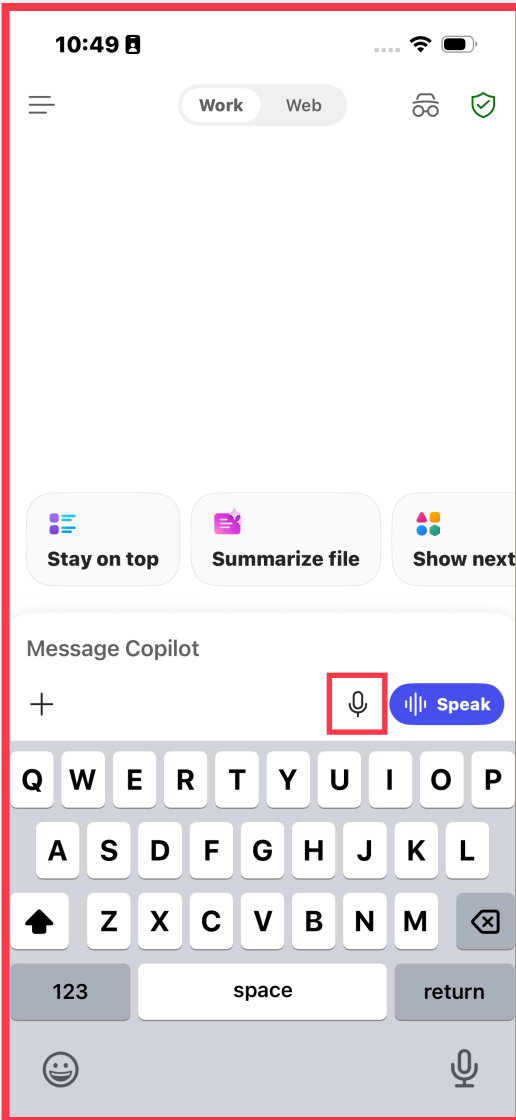 10:49
Work Web
Stay on top Summarize file Show next
Message Copilot
Speak
Q W E R T Y U I O P
A S D F G H J K L
Z X C V B N M
123 space return